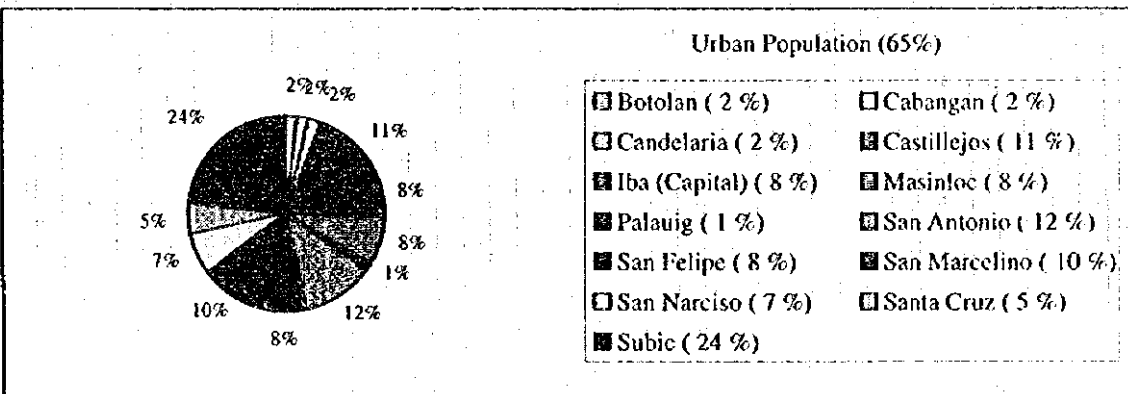 Urban Population (65%)
2% 2% 2%
24%
11%
8%
5%
8%
7%
1%
10%
12%
8%
Botolan ( 2 %) Cabangan ( 2 %)
Candelaria ( 2 %) Castillejos ( 11 %)
Iba (Capital) ( 8 %) Masinloc ( 8 %)
Palauig ( 1 %) San Antonio ( 12 %)
San Felipe ( 8 %) San Marcelino ( 10 %)
San Narciso ( 7 %) Santa Cruz ( 5 %)
Subic ( 24 %)